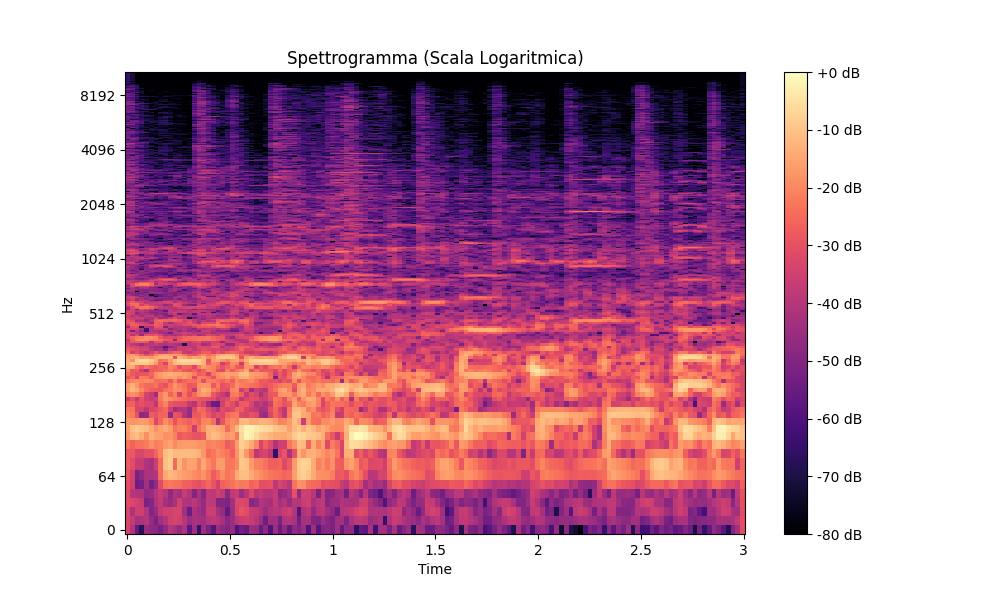 Spettrogramma (Scala Logaritmica)
8192
4096
2048
1024
512
256
128
64
0
Hz
0
0.5
1
1.5
2
2.5
3
Time
+0 dB
-10 dB
-20 dB
-30 dB
-40 dB
-50 dB
-60 dB
-70 dB
-80 dB